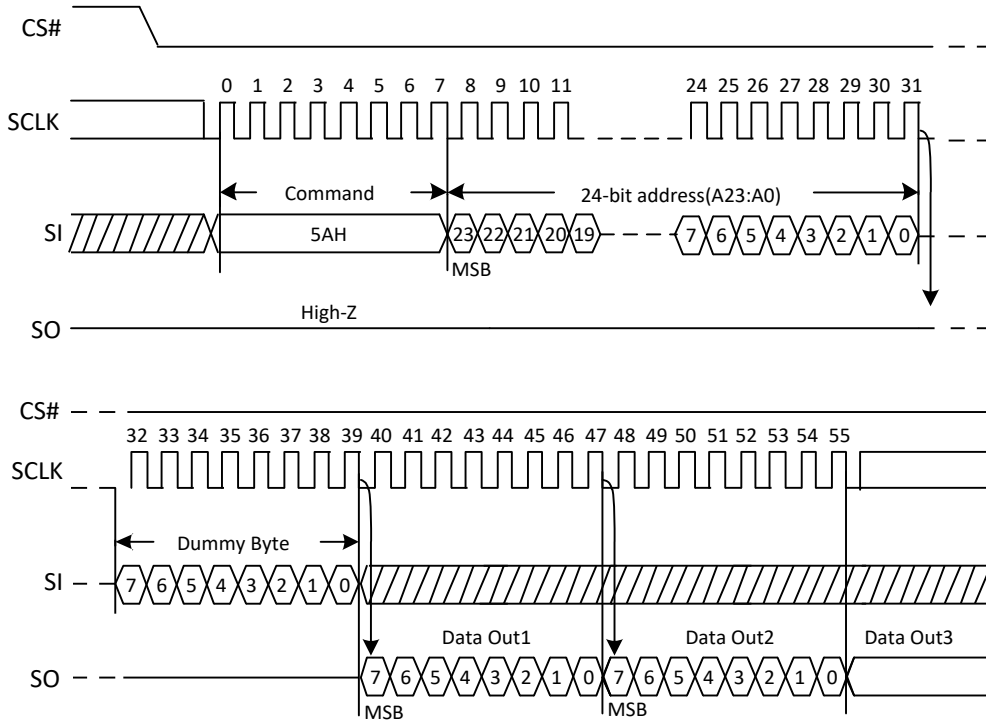 CS#
0 1 2 3 4 5 6 7 8 9 10 11 24 25 26 27 28 29 30 31
SCLK
Command 24-bit address(A23:A0)
SI 5AH 23 22 21 20 19 7 6 5 4 3 2 1 0
MSB
High-Z
SO
CS#
32 33 34 35 36 37 38 39 40 41 42 43 44 45 46 47 48 49 50 51 52 53 54 55
SCLK
Dummy Byte
SI 7 6 5 4 3 2 1 0
Data Out1 Data Out2 Data Out3
SO 7 6 5 4 3 2 1 0 7 6 5 4 3 2 1 0
MSB MSB